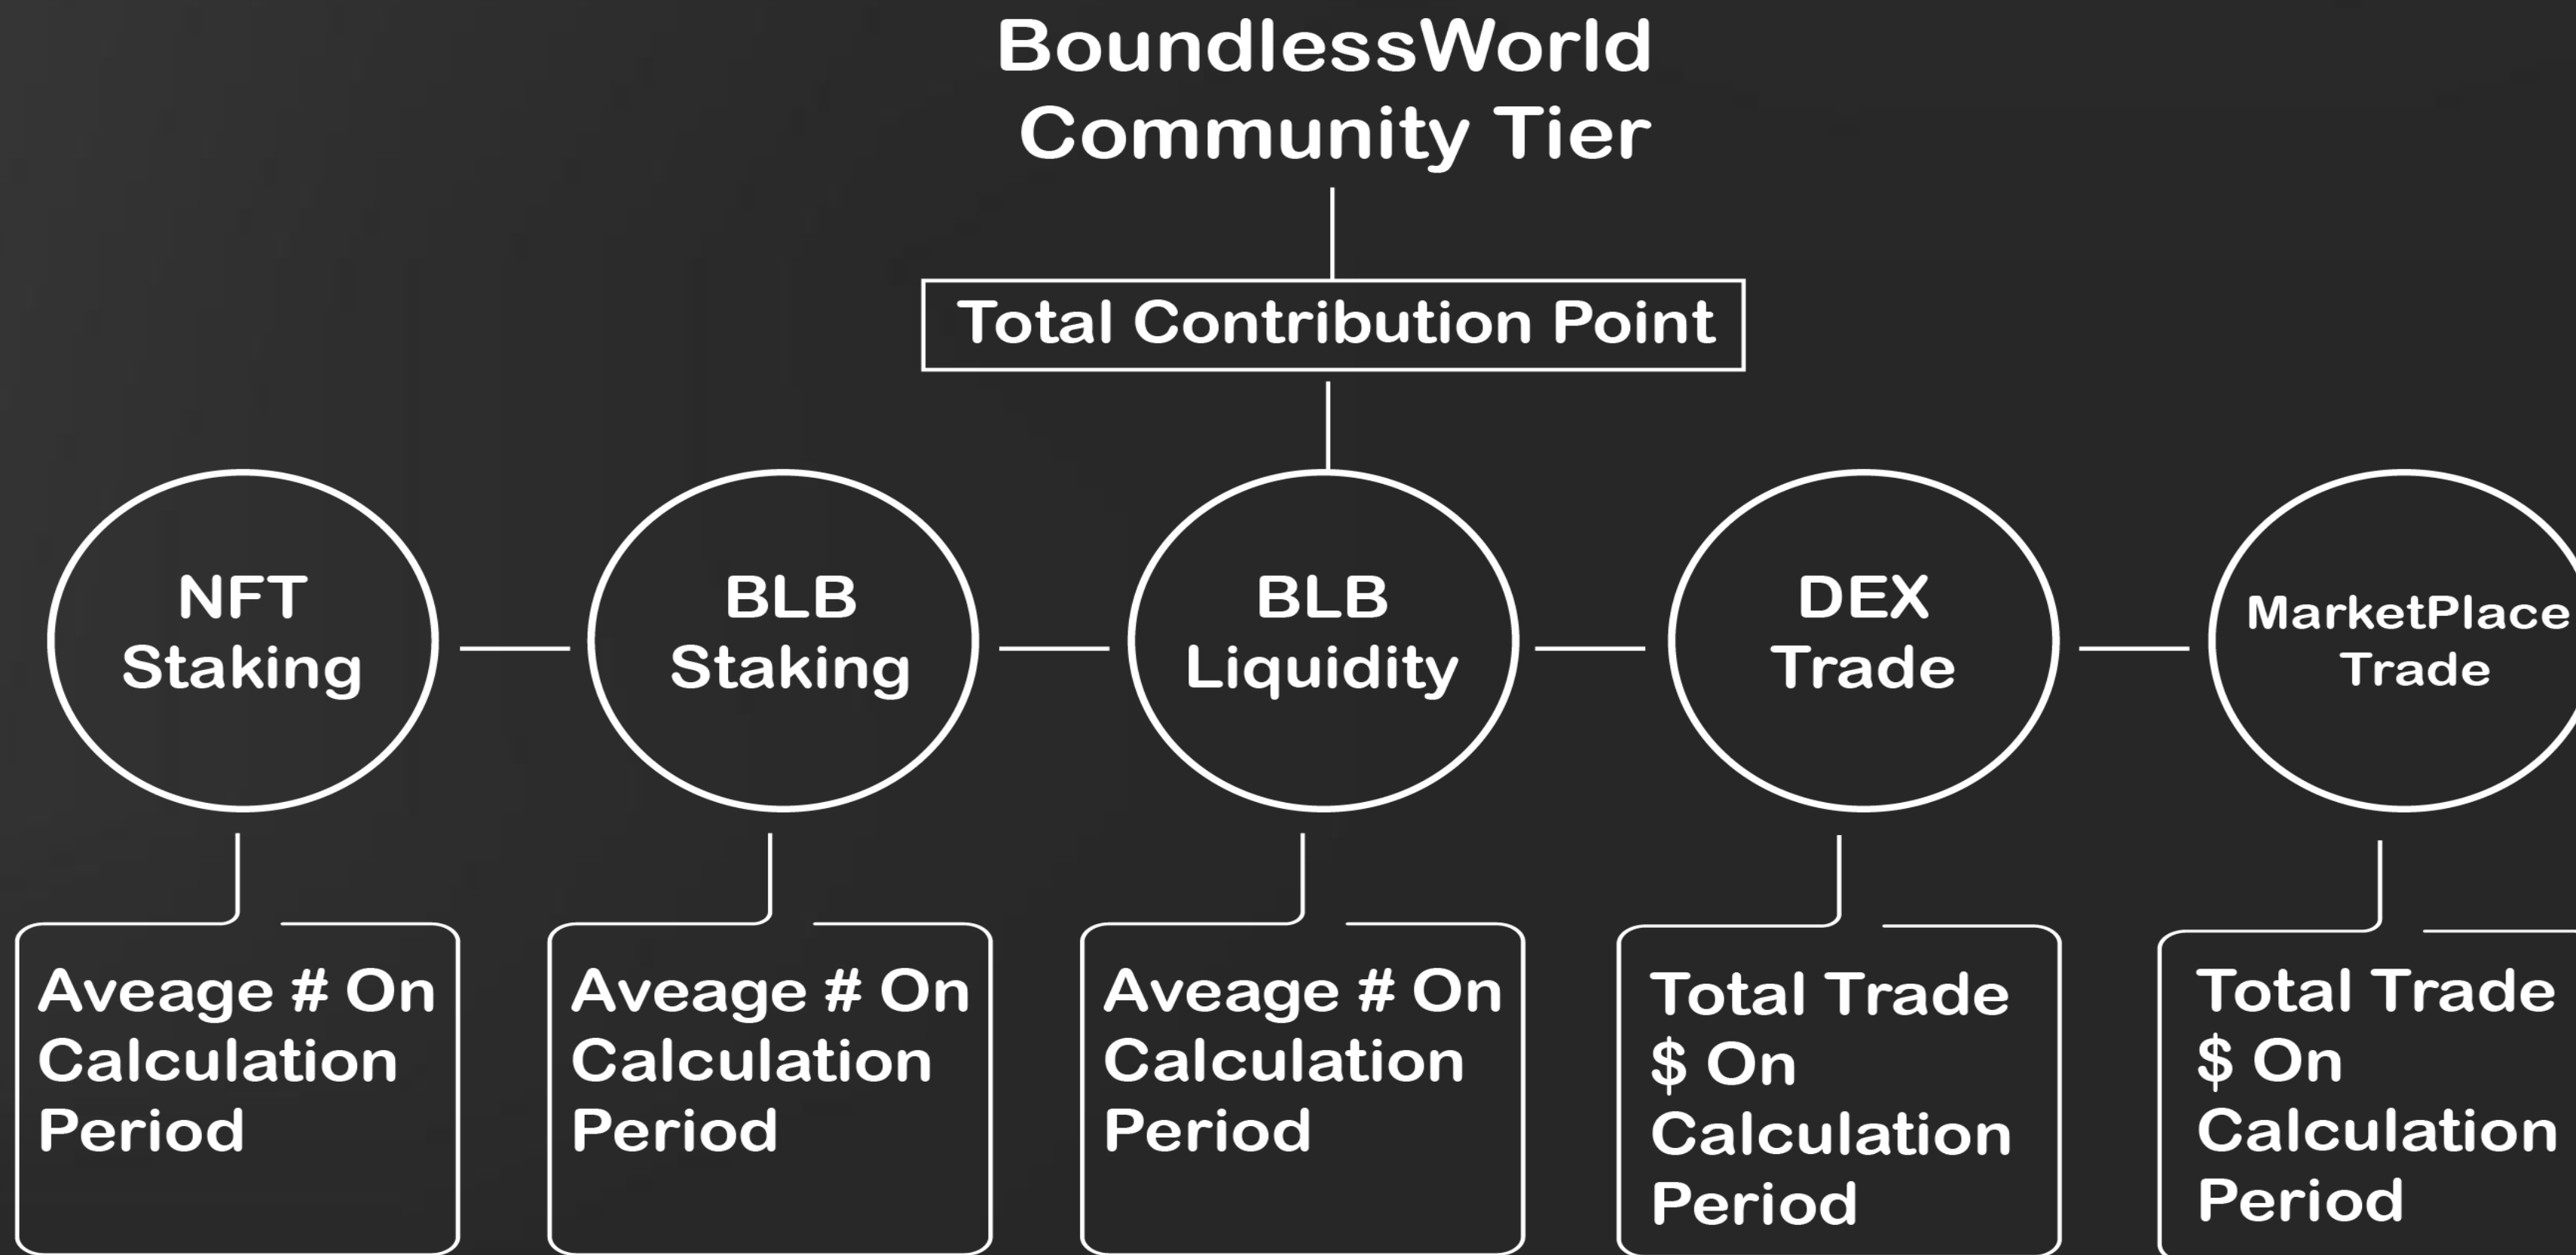 BoundlessWorld
Community Tier
Total Contribution Point
NFT
Staking
BLB
Staking
BLB
Liquidity
DEX
Trade
MarketPlace
Trade
Aveage # On
Calculation
Period
Aveage # On
Calculation
Period
Aveage # On
Calculation
Period
Total Trade
$ On
Calculation
Period
Total Trade
$ On
Calculation
Period